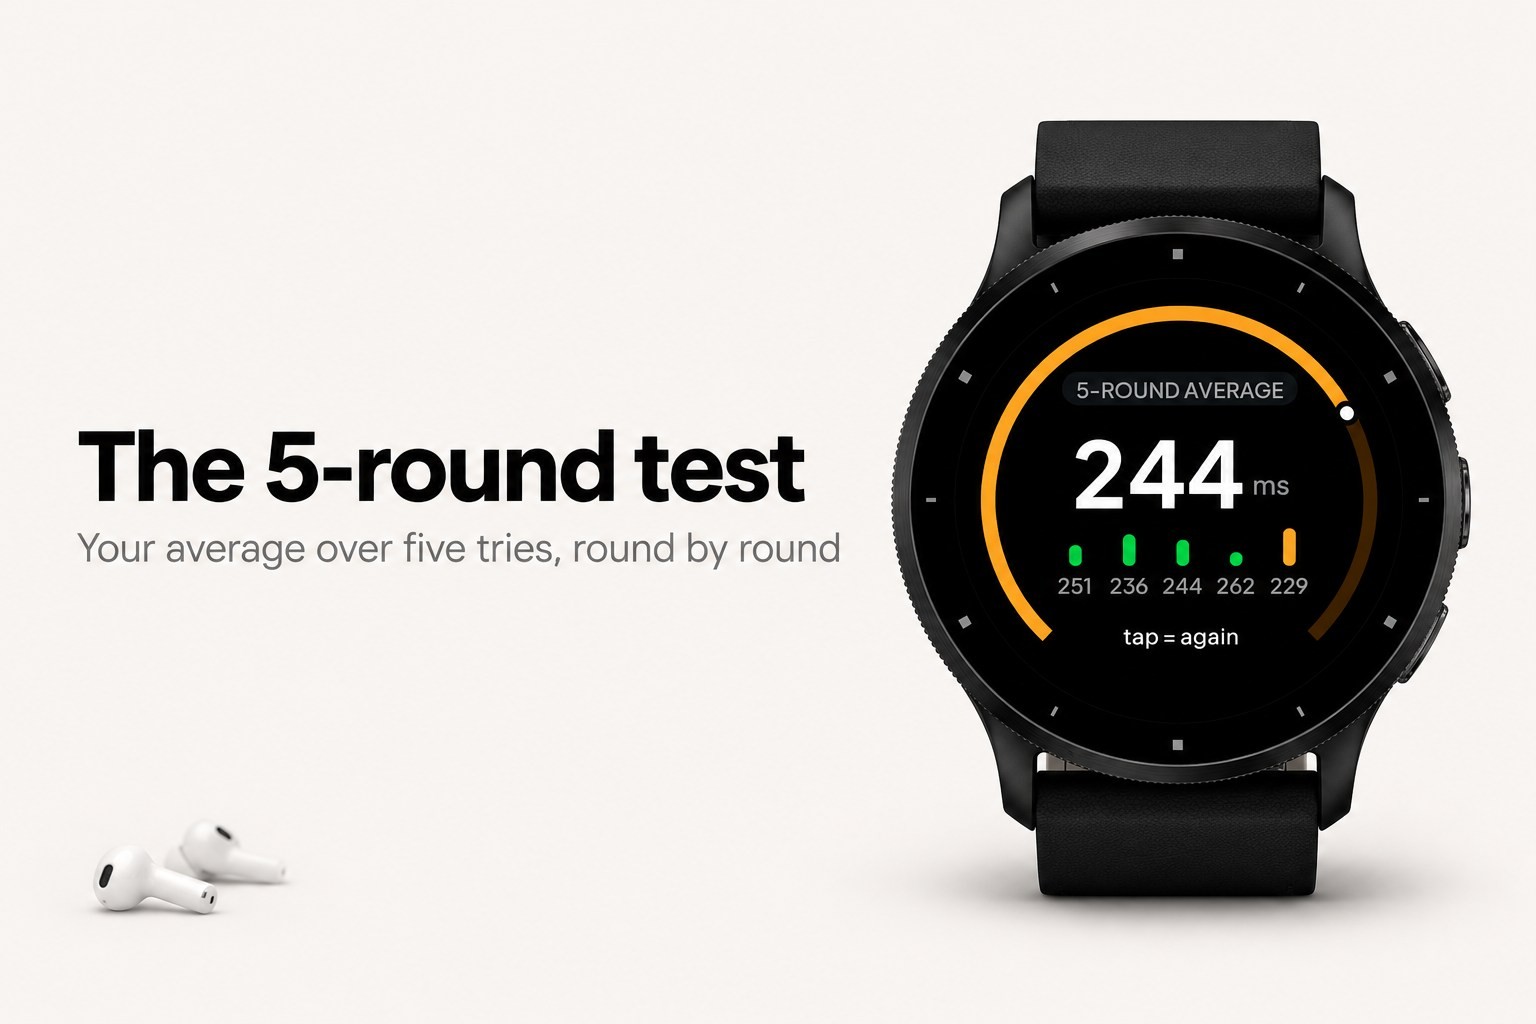 The 5-round test
Your average over five tries, round by round
5-ROUND AVERAGE
244 ms
251 236 244 262 229
tap = again